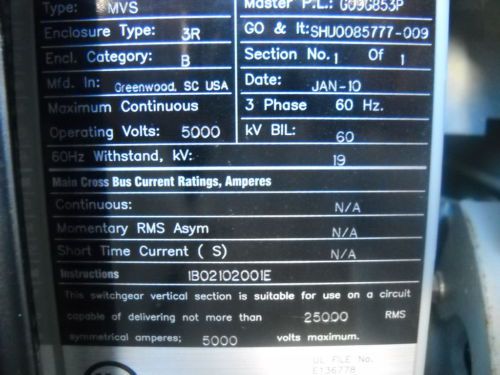 Type: MVS
Master P.L.: G09G853P
Enclosure Type: 3R
GO & It: SHU0085777-009
Encl. Category: B
Section No. 1 Of 1
Mfd. In: Greenwood, SC USA
Date: JAN-10
Maximum Continuous
Operating Volts: 5000
3 Phase 60 Hz.
kV BIL: 60
60Hz Withstand, kV: 19
Main Cross Bus Current Ratings, Amperes
Continuous: N/A
Momentary RMS Asym N/A
Short Time Current ( S) N/A
Instructions IB02102001E
This switchgear vertical section is suitable for use on a circuit
capable of delivering not more than 25000 RMS
symmetrical amperes; 5000 volts maximum.
UL FILE No.
E136778